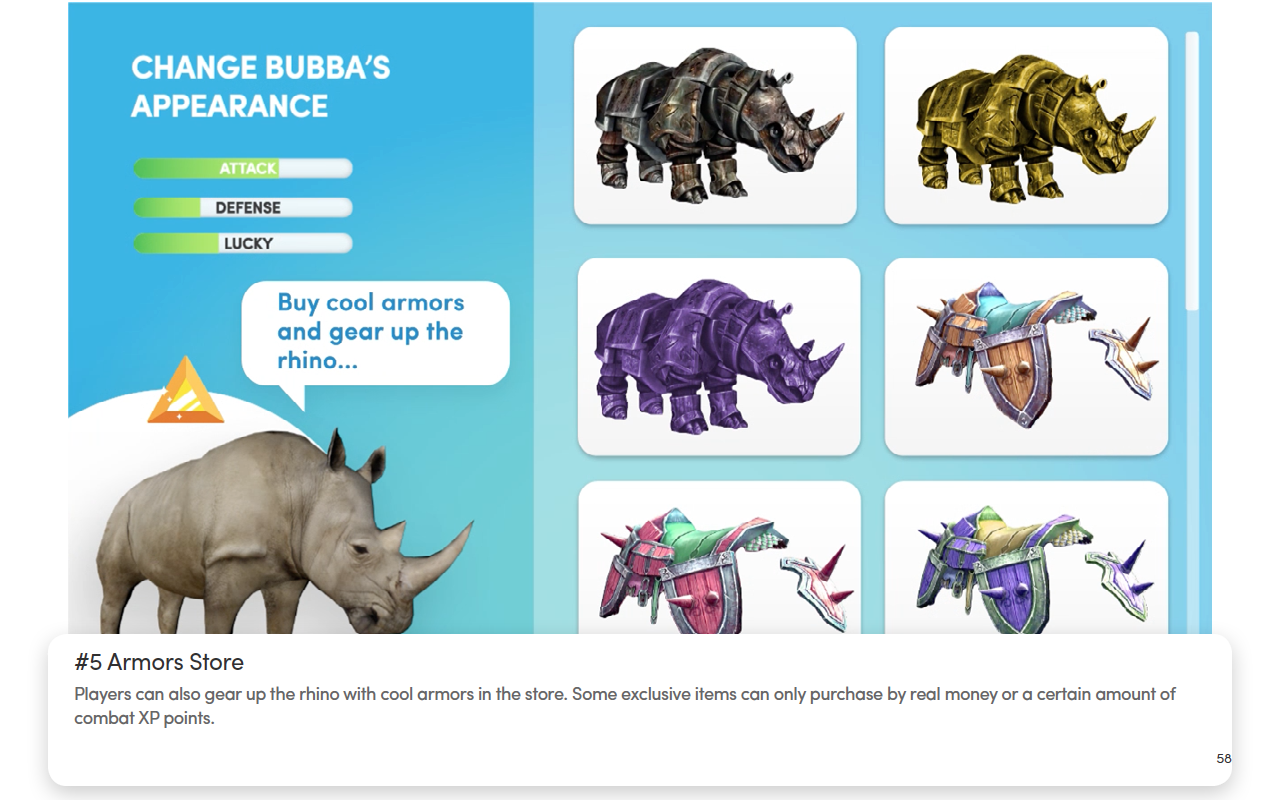 CHANGE BUBBA'S
APPEARANCE
ATTACK
DEFENSE
LUCKY
Buy cool armors
and gear up the
rhino...
#5 Armors Store
Players can also gear up the rhino with cool armors in the store. Some exclusive items can only purchase by real money or a certain amount of
combat XP points.
58